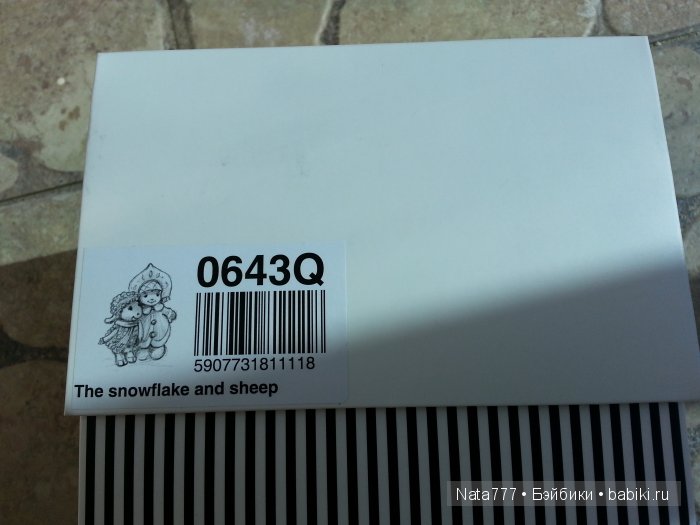 0643Q
5907731811118
The snowflake and sheep
Nata777 • Бэйбики • babiki.ru